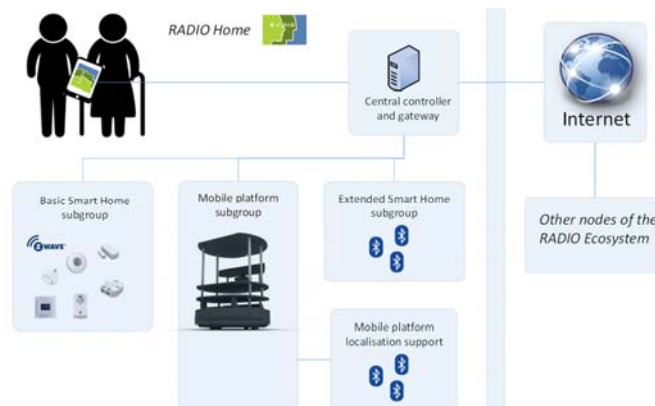 RADIO Home
Central controller
and gateway
Internet
Basic Smart Home
subgroup
Mobile platform
subgroup
Extended Smart Home
subgroup
Other nodes of the
RADIO Ecosystem
Z WAVE
Mobile platform
localisation support